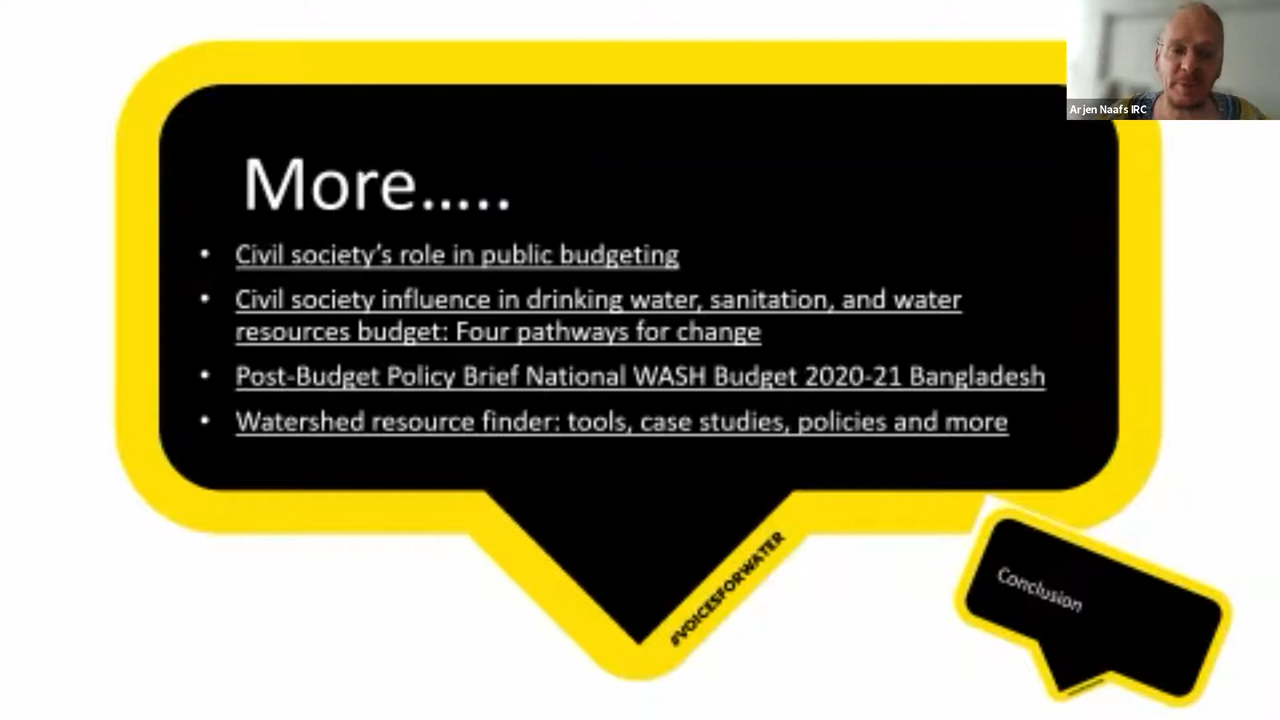 Arjen Naafs IRC
More…..
• Civil society’s role in public budgeting
• Civil society influence in drinking water, sanitation, and water
resources budget: Four pathways for change
• Post-Budget Policy Brief National WASH Budget 2020-21 Bangladesh
• Watershed resource finder: tools, case studies, policies and more
#VOICESFORWATER
Conclusion